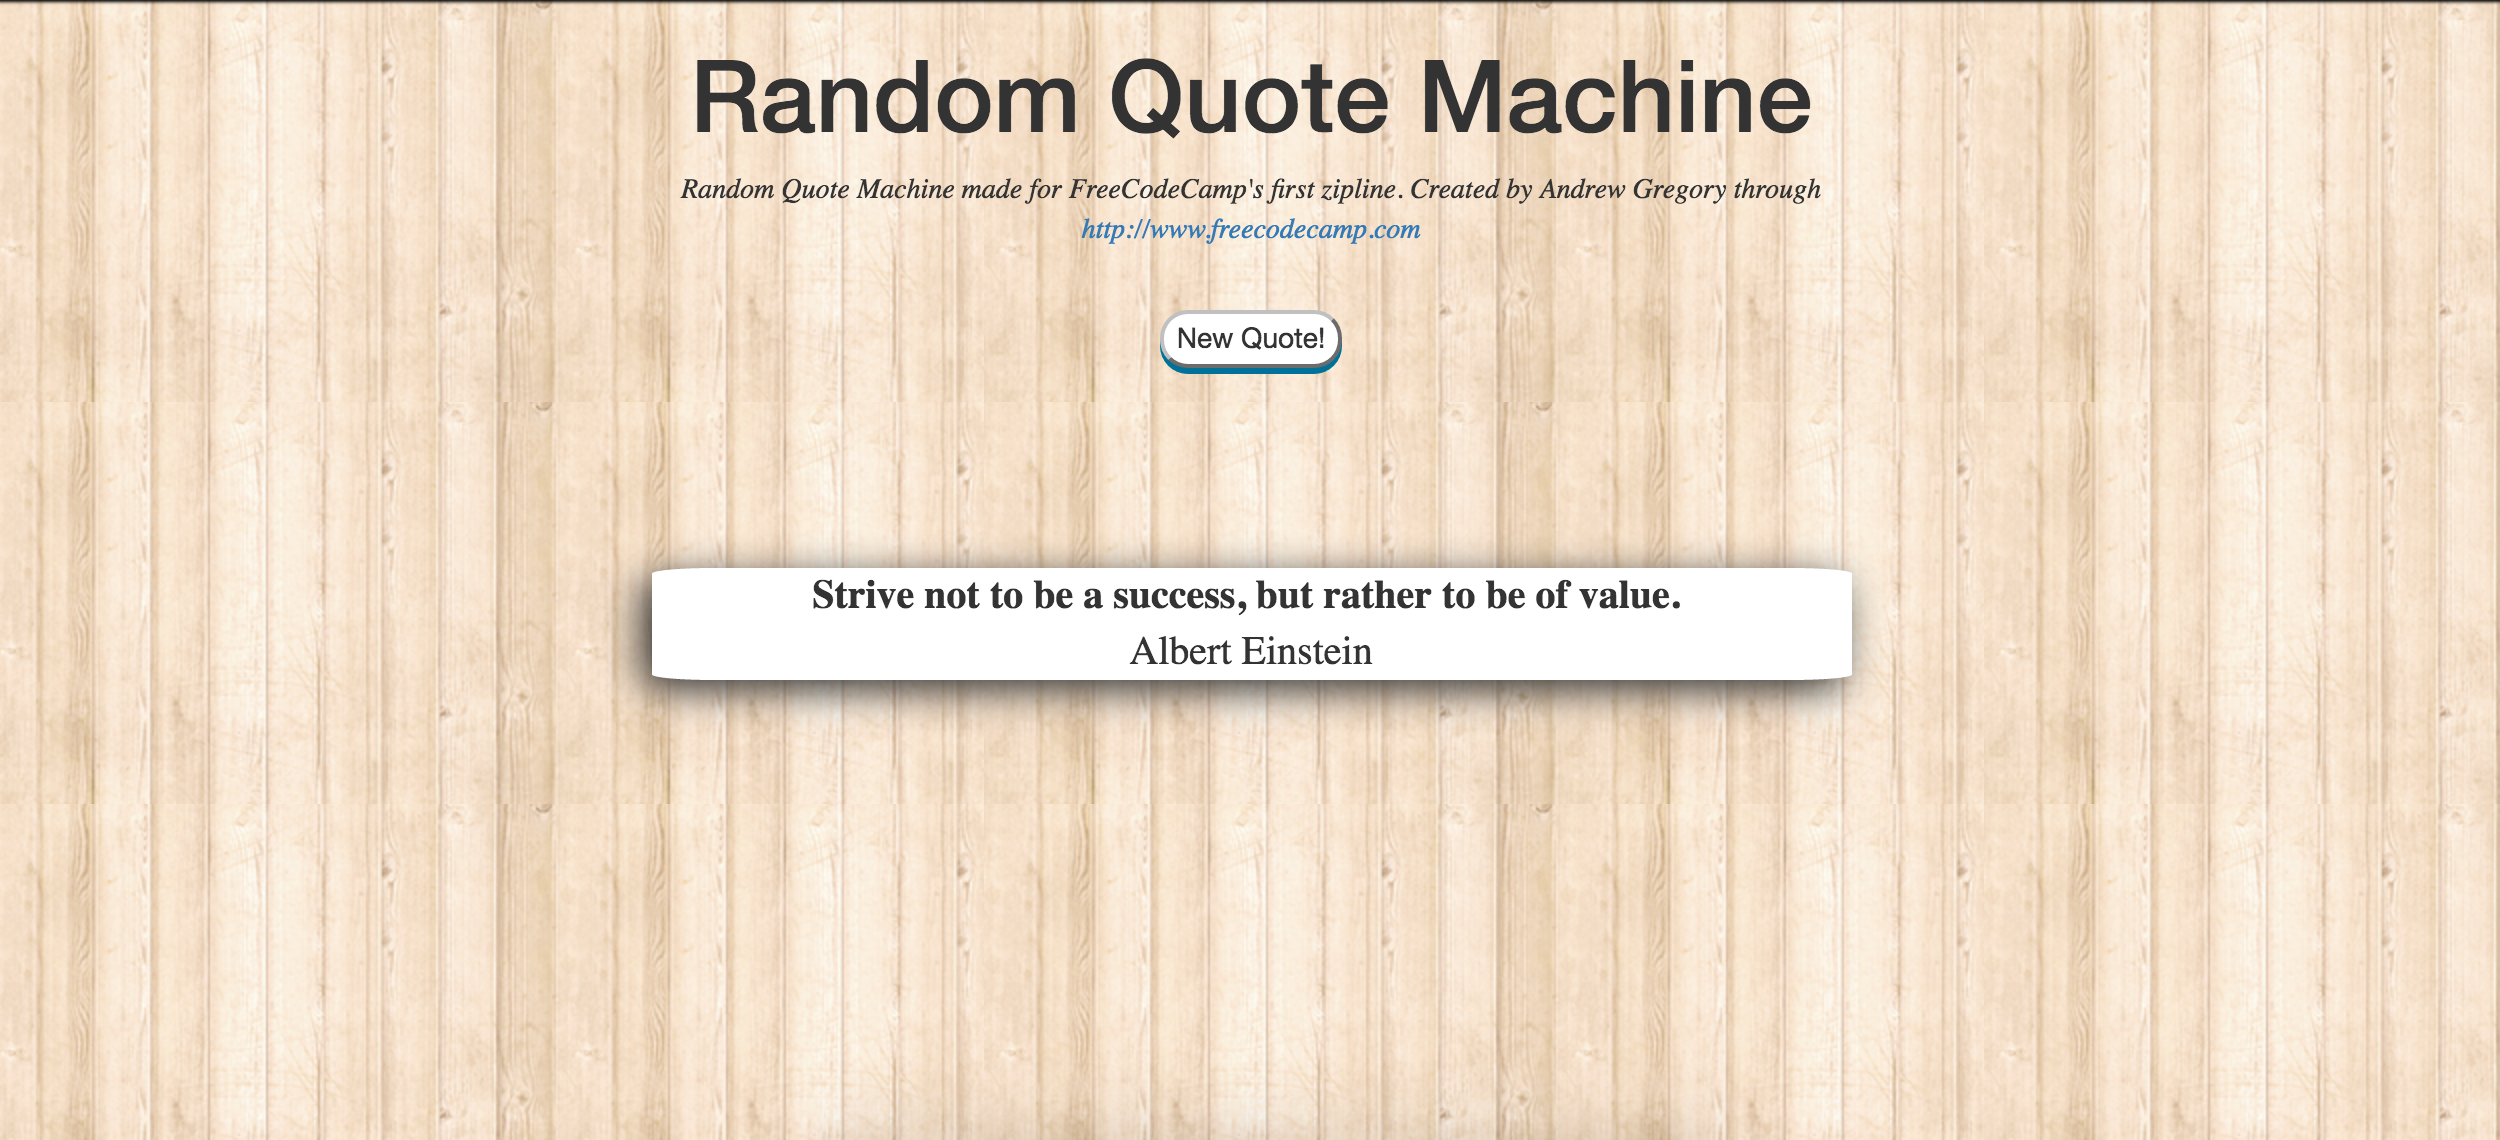 Random Quote Machine
Random Quote Machine made for FreeCodeCamp's first zipline. Created by Andrew Gregory through
http://www.freecodecamp.com
New Quote!
Strive not to be a success, but rather to be of value.
Albert Einstein